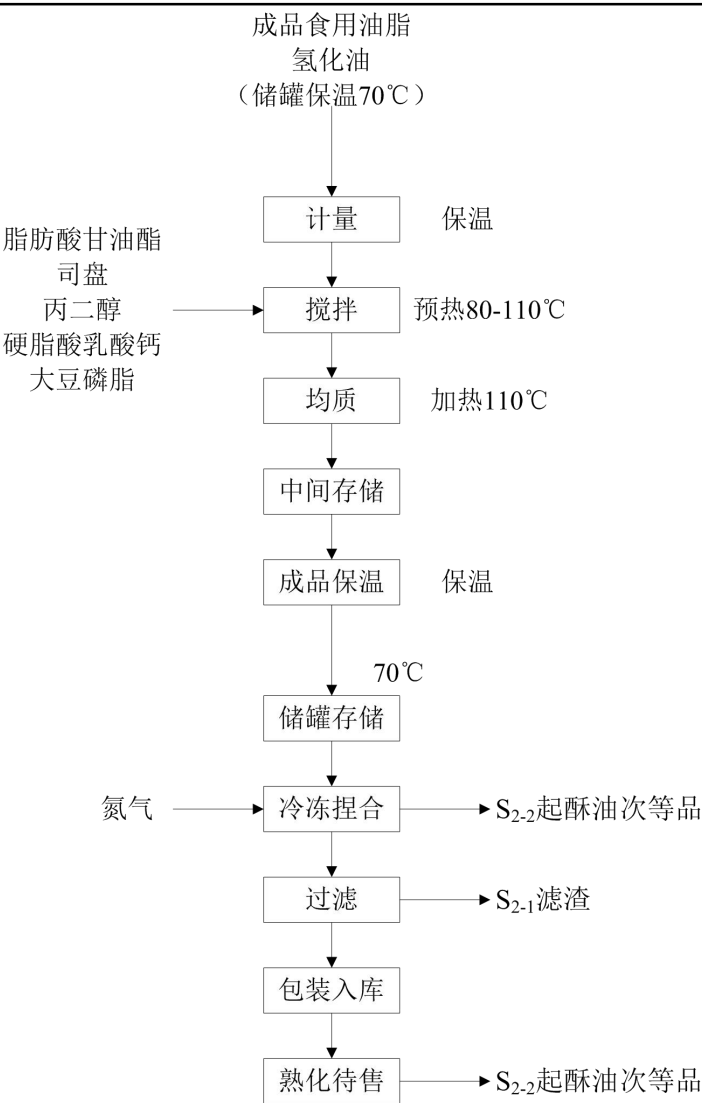 成品食用油脂
氢化油
（储罐保温70℃）
计量
保温
脂肪酸甘油酯
司盘
丙二醇
硬脂酸乳酸钙
大豆磷脂
搅拌
预热80-110℃
均质
加热110℃
中间存储
成品保温
保温
70℃
储罐存储
氮气
冷冻捏合
S2-2起酥油次等品
过滤
S2-1滤渣
包装入库
熟化待售
S2-2起酥油次等品